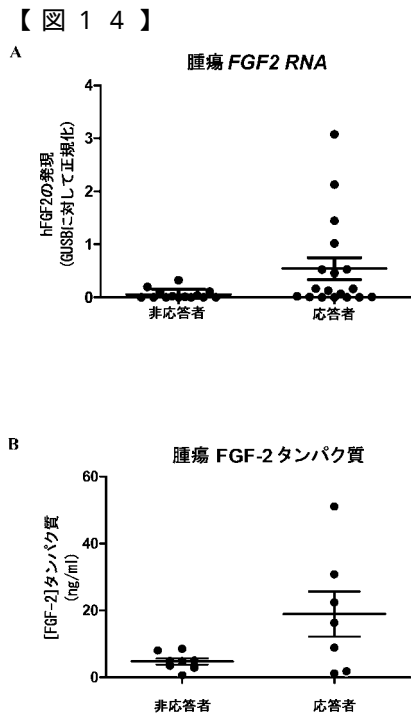 【図１４】
A
腫瘍 FGF2 RNA
hFGF2の発現
(GUSBに対して正規化)
4
3
2
1
0
非応答者 応答者
B
腫瘍 FGF-2 タンパク質
[FGF-2]タンパク質
(ng/ml)
60
40
20
0
非応答者 応答者